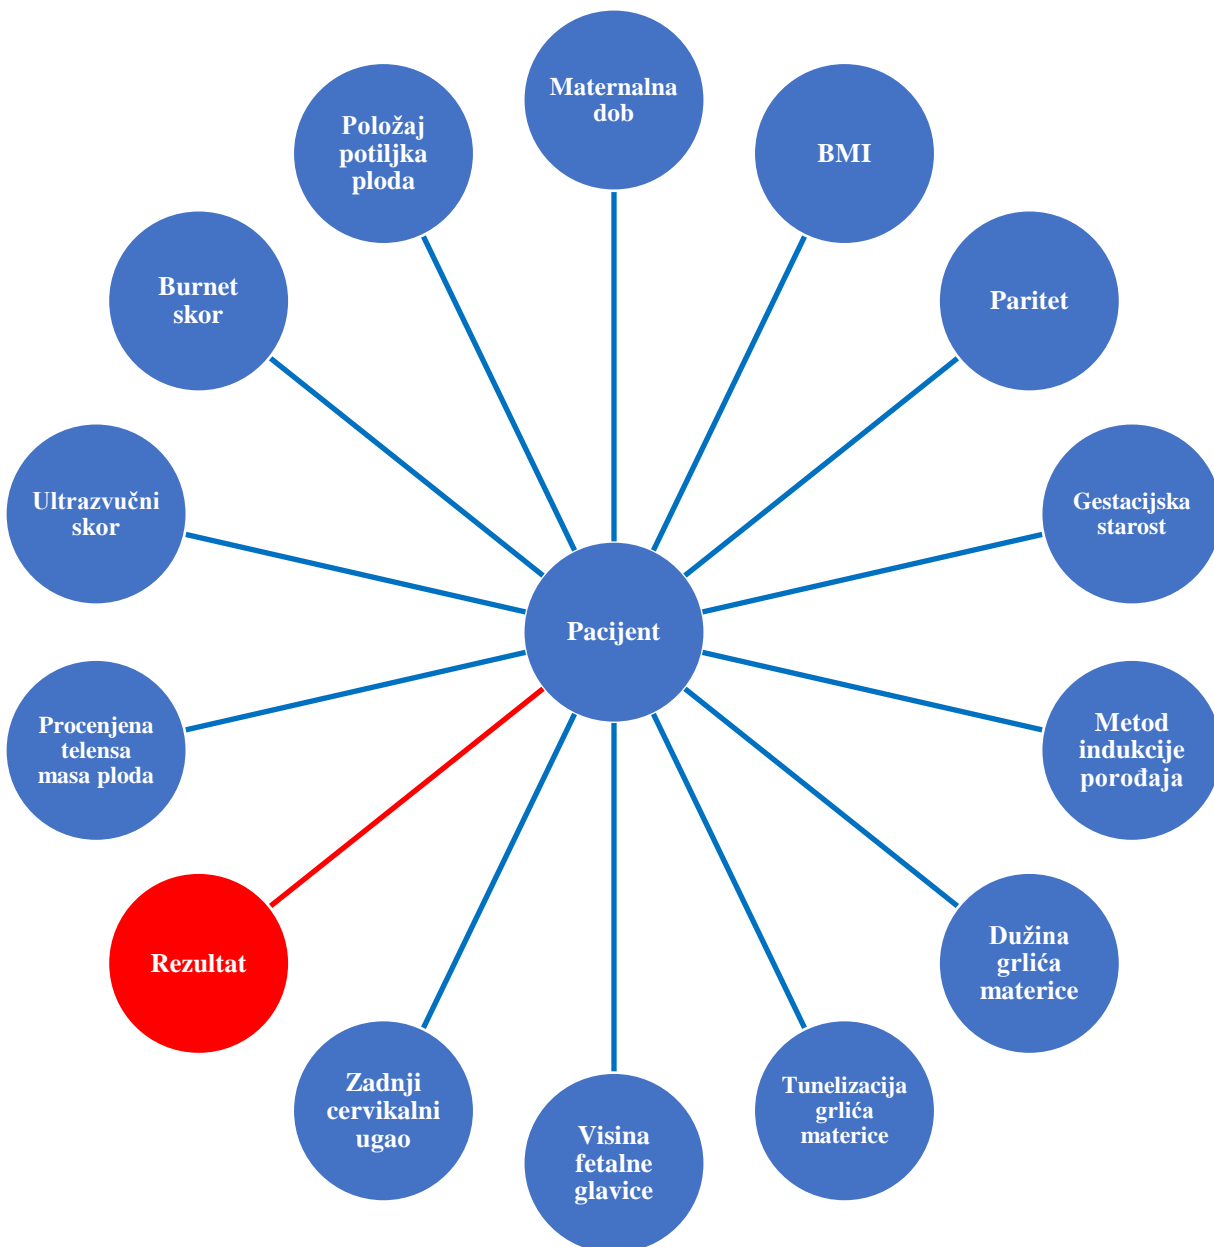 Maternalna
dob
BMI
Paritet
Gestacijska
starost
Metod
indukcije
porođaja
Dužina
grlića
materice
Tunelizacija
grlića
materice
Visina
fetalne
glavice
Zadnji
cervikalni
ugao
Rezultat
Procenjena
telensa
masa ploda
Ultrazvučni
skor
Burnet
skor
Položaj
potiljka
ploda
Pacijent